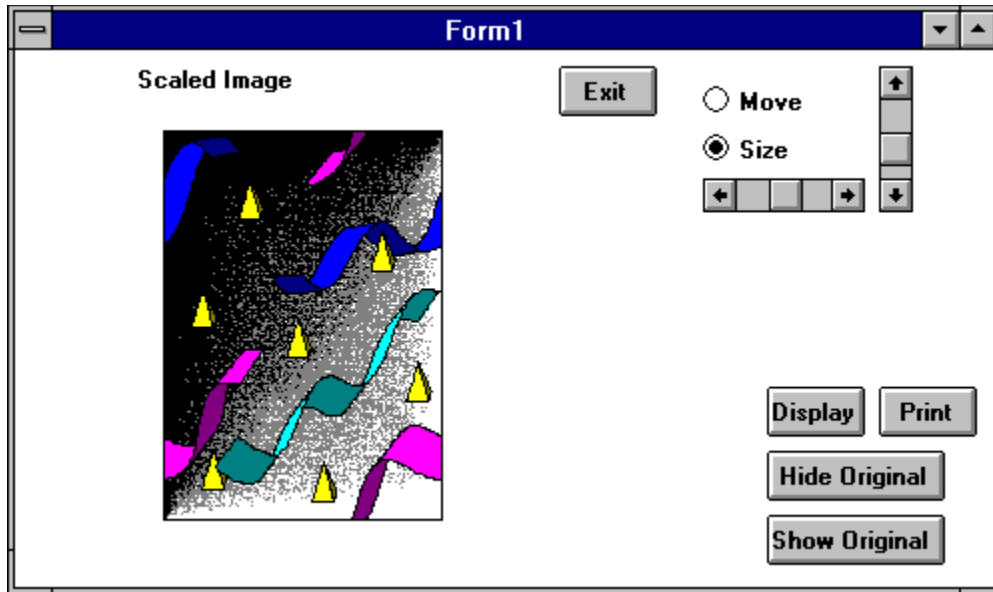 Form1
Scaled Image
Exit
Move
Size
Display
Print
Hide Original
Show Original